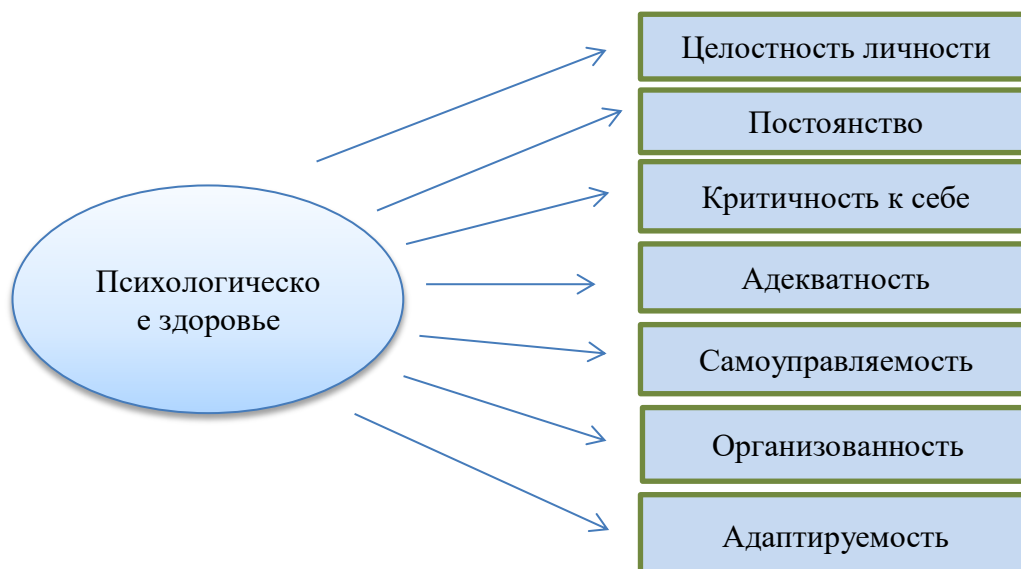 Целостность личности
Постоянство
Критичность к себе
Адекватность
Психологическо
е здоровье
Самоуправляемость
Организованность
Адаптируемость